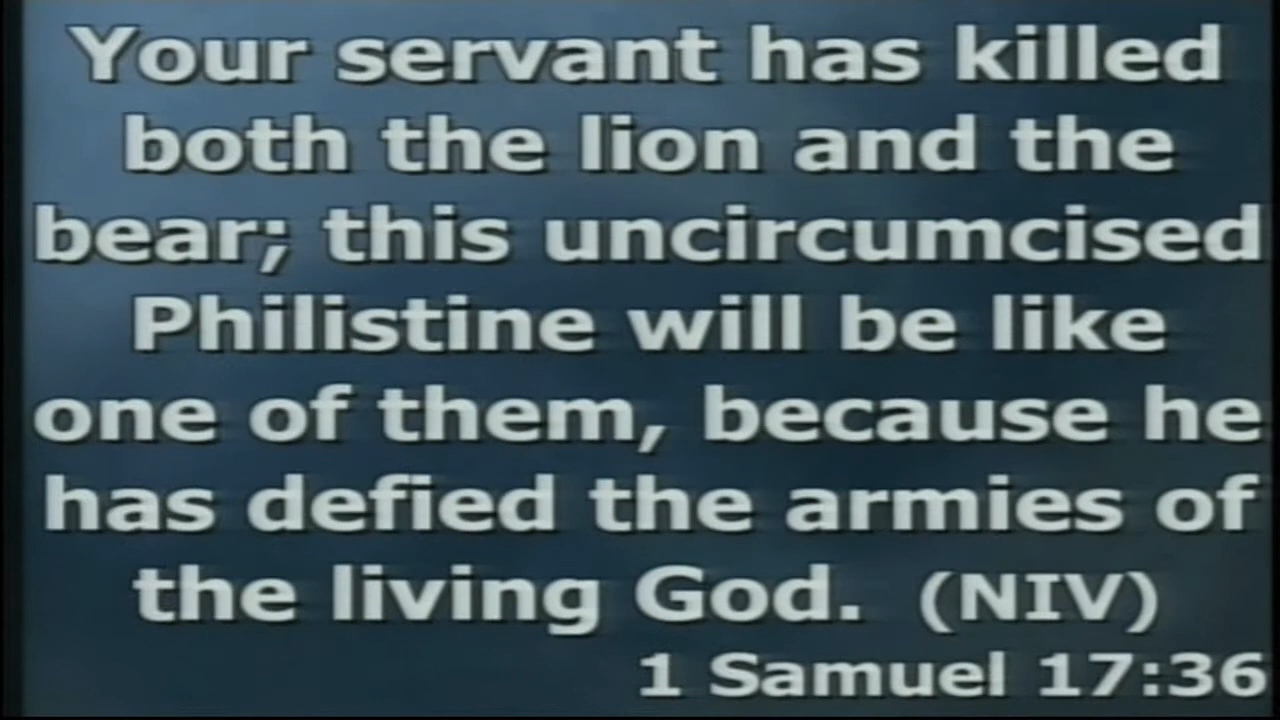 Your servant has killed
both the lion and the
bear; this uncircumcised
Philistine will be like
one of them, because he
has defied the armies of
the living God.  (NIV)
1 Samuel 17:36